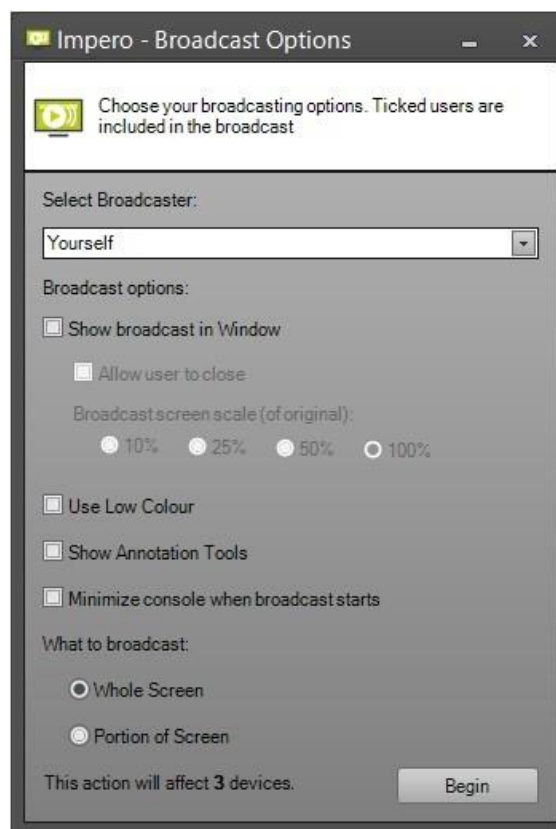 Impero - Broadcast Options
Choose your broadcasting options. Ticked users are
included in the broadcast
Select Broadcaster:
Yourself
Broadcast options:
Show broadcast in Window
Allow user to close
Broadcast screen scale (of original):
10% 25% 50% 100%
Use Low Colour
Show Annotation Tools
Minimize console when broadcast starts
What to broadcast:
Whole Screen
Portion of Screen
This action will affect 3 devices. Begin